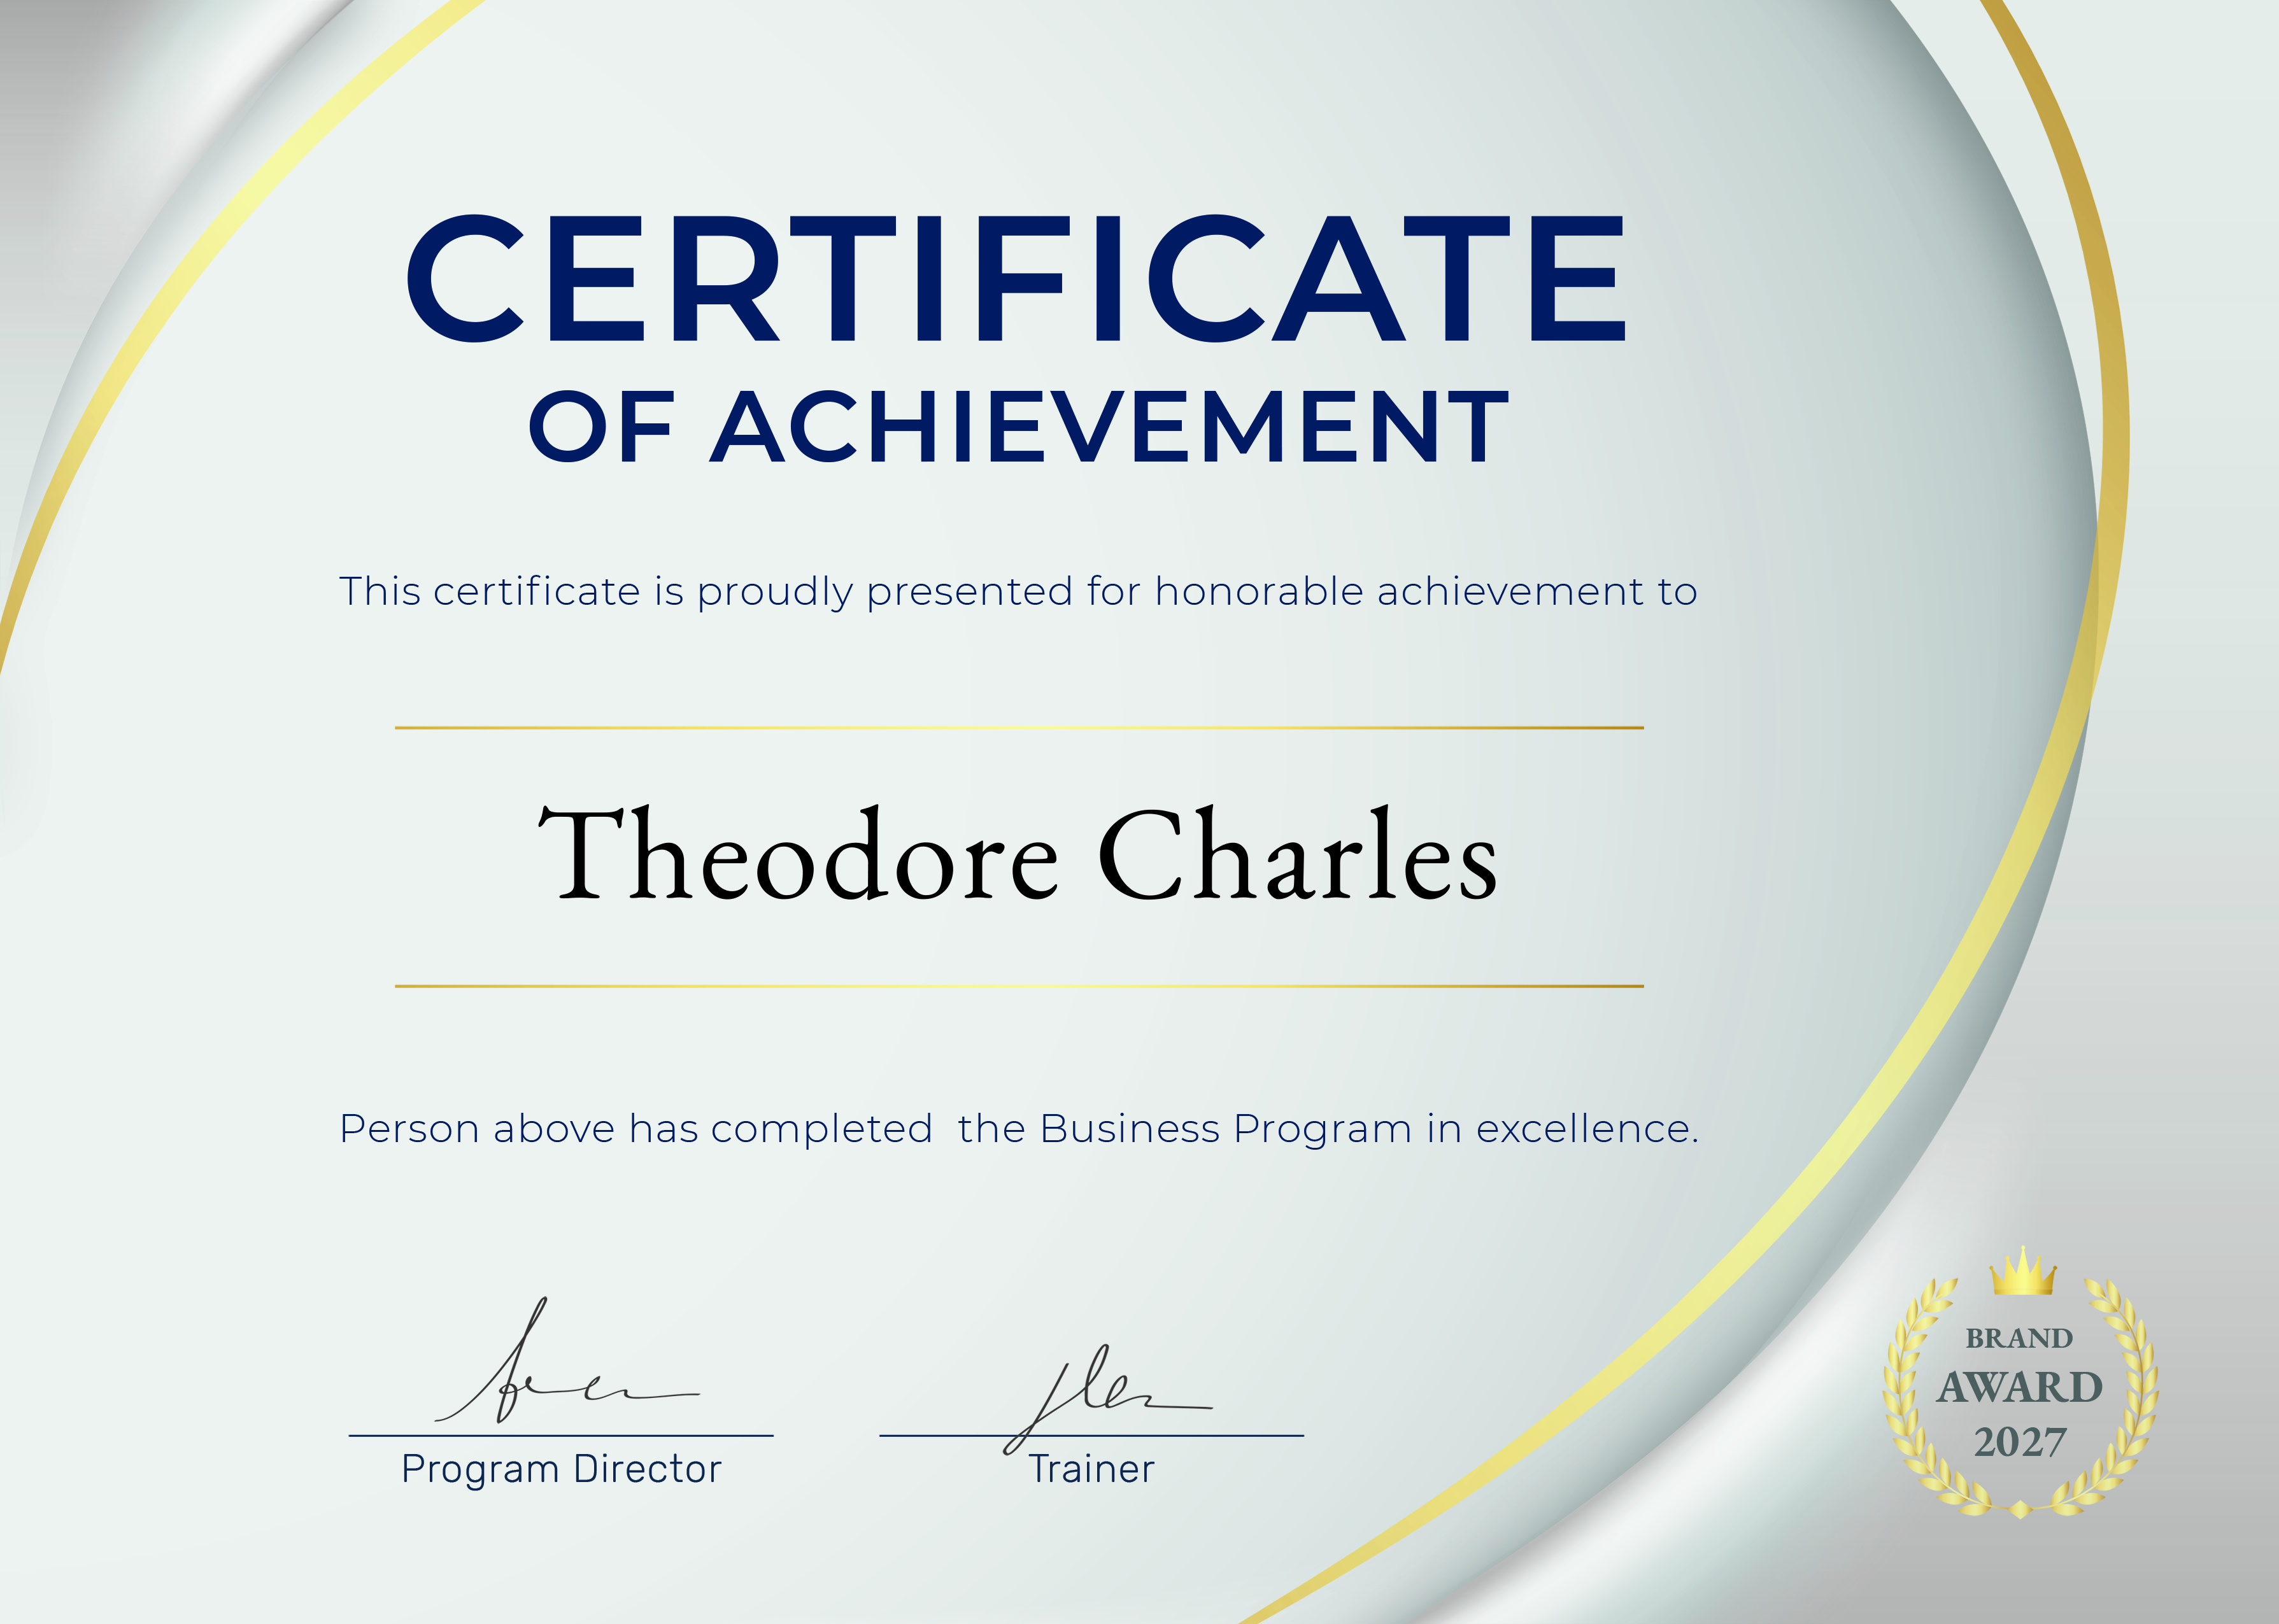 CERTIFICATE
OF ACHIEVEMENT
This certificate is proudly presented for honorable achievement to
Theodore Charles
Person above has completed  the Business Program in excellence.
Program Director
Trainer
BRAND
AWARD
2027